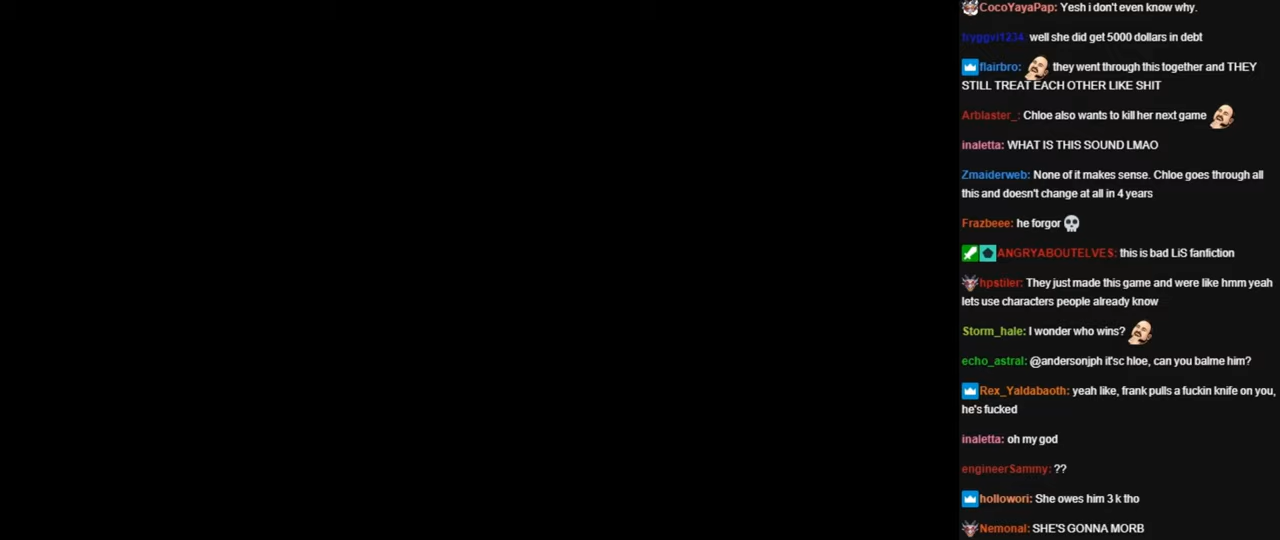 CocoYayaPap: Yesh i don't even know why.
fryggvi1234: well she did get 5000 dollars in debt
flairbro: they went through this together and THEY
STILL TREAT EACH OTHER LIKE SHIT
Arblaster_: Chloe also wants to kill her next game
inaletta: WHAT IS THIS SOUND LMAO
Zmaiderweb: None of it makes sense. Chloe goes through all
this and doesn't change at all in 4 years
Frazbeee: he forgor
ANGRYABOUTELVES: this is bad LiS fanfiction
hpstiler: They just made this game and were like hmm yeah
lets use characters people already know
Storm_hale: I wonder who wins?
echo_astral: @andersonjph it'sc hloe, can you balme him?
Rex_Yaldabaoth: yeah like, frank pulls a fuckin knife on you,
he's fucked
inaletta: oh my god
engineerSammy: ??
hollowori: She owes him 3 k tho
Nemonal: SHE'S GONNA MORB